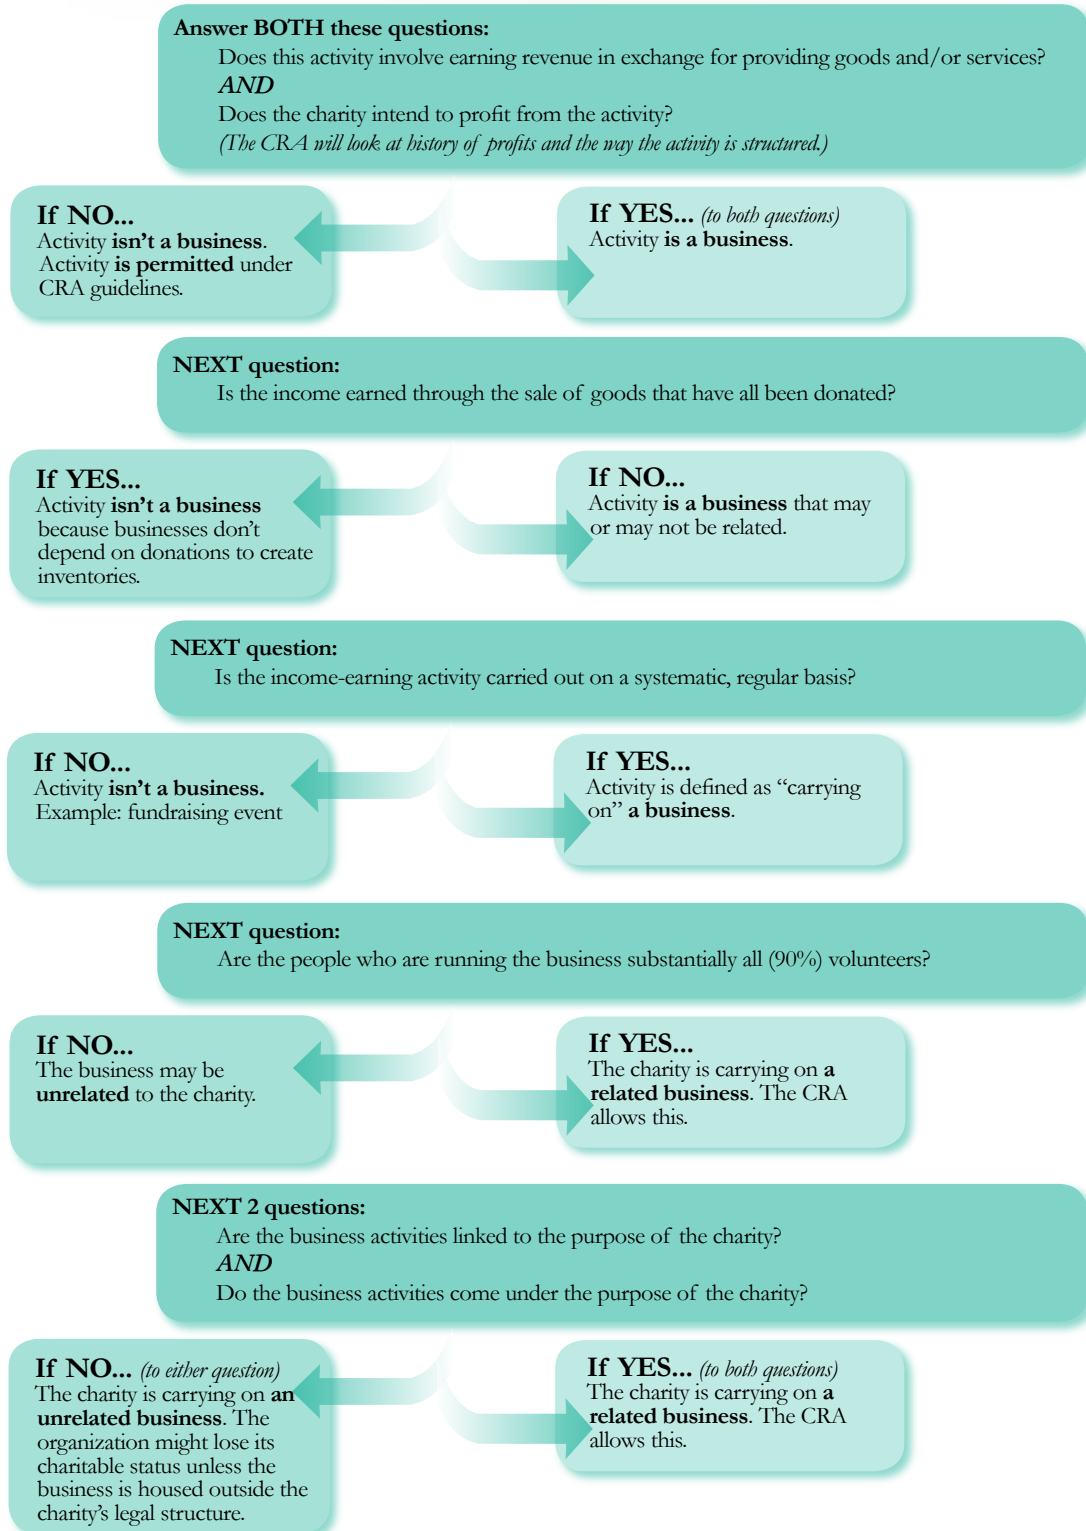 Answer BOTH these questions:
Does this activity involve earning revenue in exchange for providing goods and/or services?
AND
Does the charity intend to profit from the activity?
(The CRA will look at history of profits and the way the activity is structured.)
If NO...
Activity isn't a business.
Activity is permitted under
CRA guidelines.
If YES... (to both questions)
Activity is a business.
NEXT question:
Is the income earned through the sale of goods that have all been donated?
If YES...
Activity isn't a business
because businesses don't
depend on donations to create
inventories.
If NO...
Activity is a business that may
or may not be related.
NEXT question:
Is the income-earning activity carried out on a systematic, regular basis?
If NO...
Activity isn't a business.
Example: fundraising event
If YES...
Activity is defined as “carrying
on” a business.
NEXT question:
Are the people who are running the business substantially all (90%) volunteers?
If NO...
The business may be
unrelated to the charity.
If YES...
The charity is carrying on a
related business. The CRA
allows this.
NEXT 2 questions:
Are the business activities linked to the purpose of the charity?
AND
Do the business activities come under the purpose of the charity?
If NO... (to either question)
The charity is carrying on an
unrelated business. The
organization might lose its
charitable status unless the
business is housed outside the
charity's legal structure.
If YES... (to both questions)
The charity is carrying on a
related business. The CRA
allows this.